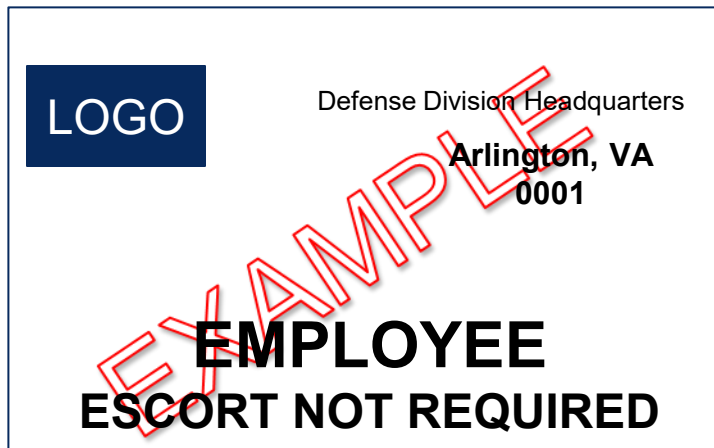 LOGO
Defense Division Headquarters
Arlington, VA
0001
EXAMPLE
EMPLOYEE
ESCORT NOT REQUIRED